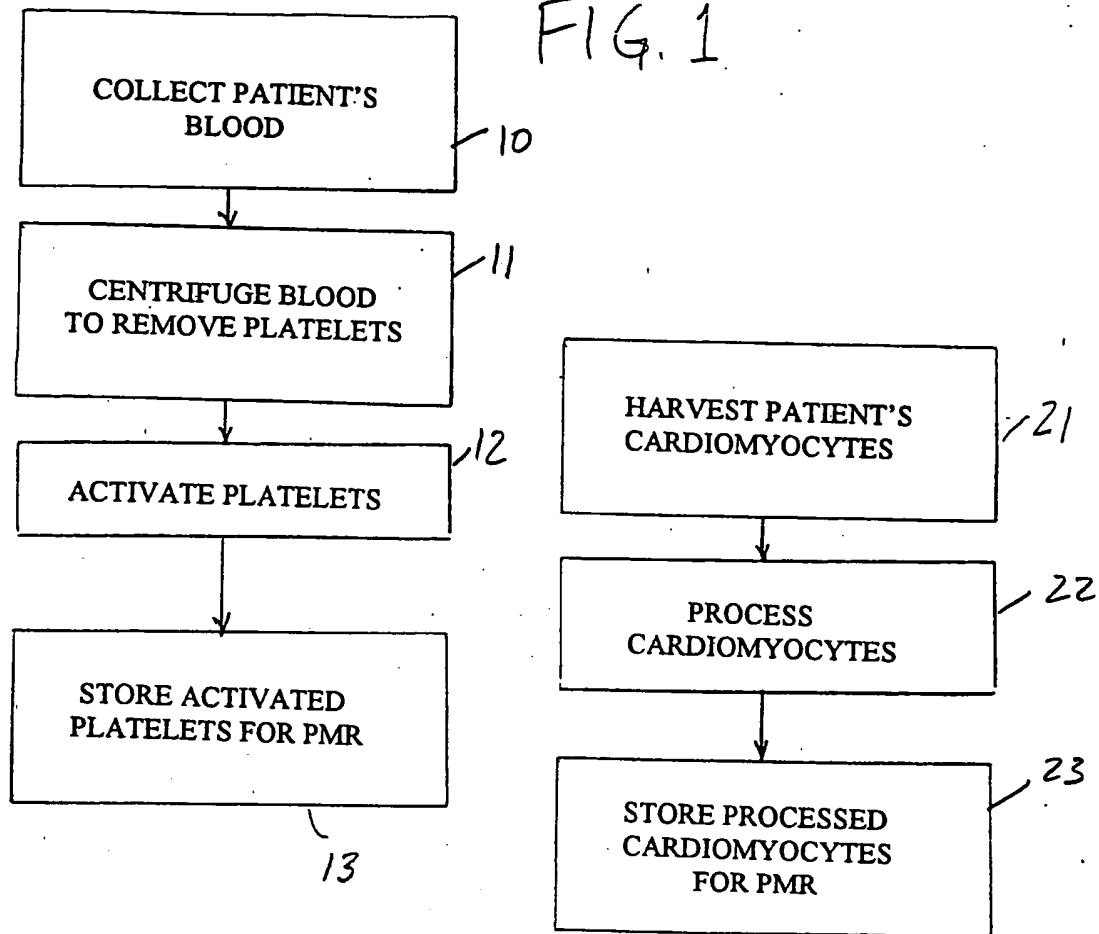 FIG. 1
COLLECT PATIENT'S
BLOOD
10
CENTRIFUGE BLOOD
TO REMOVE PLATELETS
11
ACTIVATE PLATELETS
12
STORE ACTIVATED
PLATELETS FOR PMR
13
HARVEST PATIENT'S
CARDIOMYOCYTES
21
PROCESS
CARDIOMYOCYTES
22
STORE PROCESSED
CARDIOMYOCYTES
FOR PMR
23